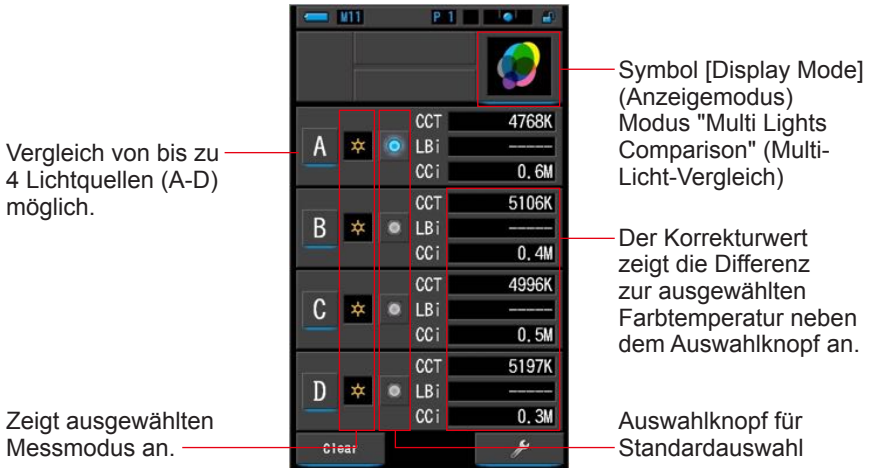 M11 P 1
Symbol [Display Mode]
(Anzeigemodus)
Modus "Multi Lights
Comparison" (Multi-
Licht-Vergleich)
Vergleich von bis zu
4 Lichtquellen (A-D)
möglich.
A
CCT 4768K
LBi -----
CCi 0.6M
B
CCT 5106K
LBi -----
CCi 0.4M
Der Korrekturwert
zeigt die Differenz
zur ausgewählten
Farbtemperatur neben
dem Auswahlknopf an.
C
CCT 4996K
LBi -----
CCi 0.5M
D
CCT 5197K
LBi -----
CCi 0.3M
Zeigt ausgewählten
Messmodus an.
Auswahlknopf für
Standardauswahl
Clear